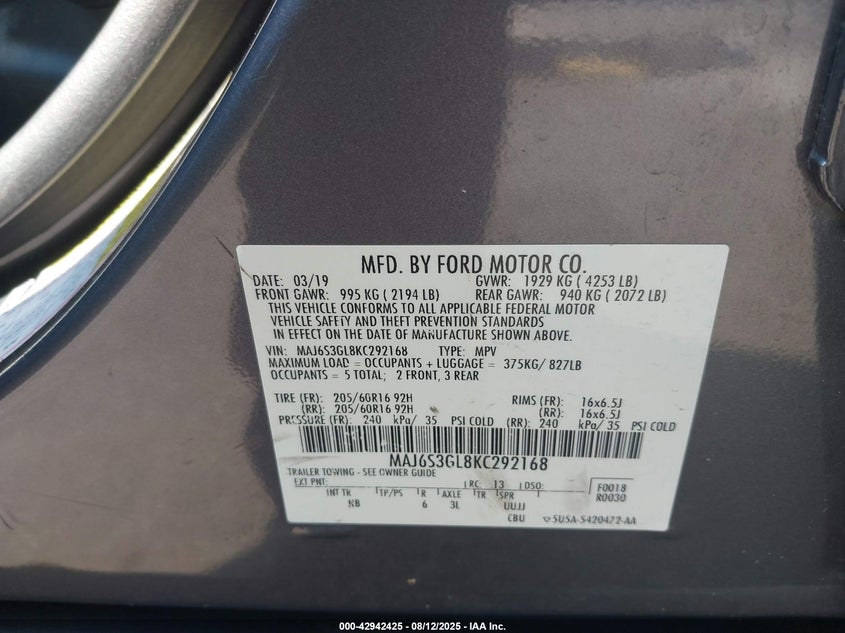 MFD. BY FORD MOTOR CO.
DATE: 03/19 GVWR: 1929 KG ( 4253 LB)
FRONT GAWR: 995 KG ( 2194 LB) REAR GAWR: 940 KG ( 2072 LB)
THIS VEHICLE CONFORMS TO ALL APPLICABLE FEDERAL MOTOR
VEHICLE SAFETY AND THEFT PREVENTION STANDARDS
IN EFFECT ON THE DATE OF MANUFACTURE SHOWN ABOVE.
VIN: MAJ6S3GL8KC292168 TYPE: MPV
MAXIMUM LOAD = OCCUPANTS + LUGGAGE = 375KG/ 827LB
OCCUPANTS = 5 TOTAL; 2 FRONT, 3 REAR
TIRE (FR): 205/60R16 92H RIMS (FR): 16x6.5J
(RR): 205/60R16 92H (RR): 16x6.5J
PRESSURE (FR): 240 kPa/ 35 PSI COLD (RR): 240 kPa/ 35 PSI COLD
MAJ6S3GL8KC292168
TRAILER TOWING - SEE OWNER GUIDE
EXT PNT: RC: 13 DSO: F0018
R0030
INT TR TP/PS R AXLE TR SPR
NB 6 3L UUJJ
CBU 5U5A-5420472-AA
000-42942425 - 08/12/2025 - IAA Inc.